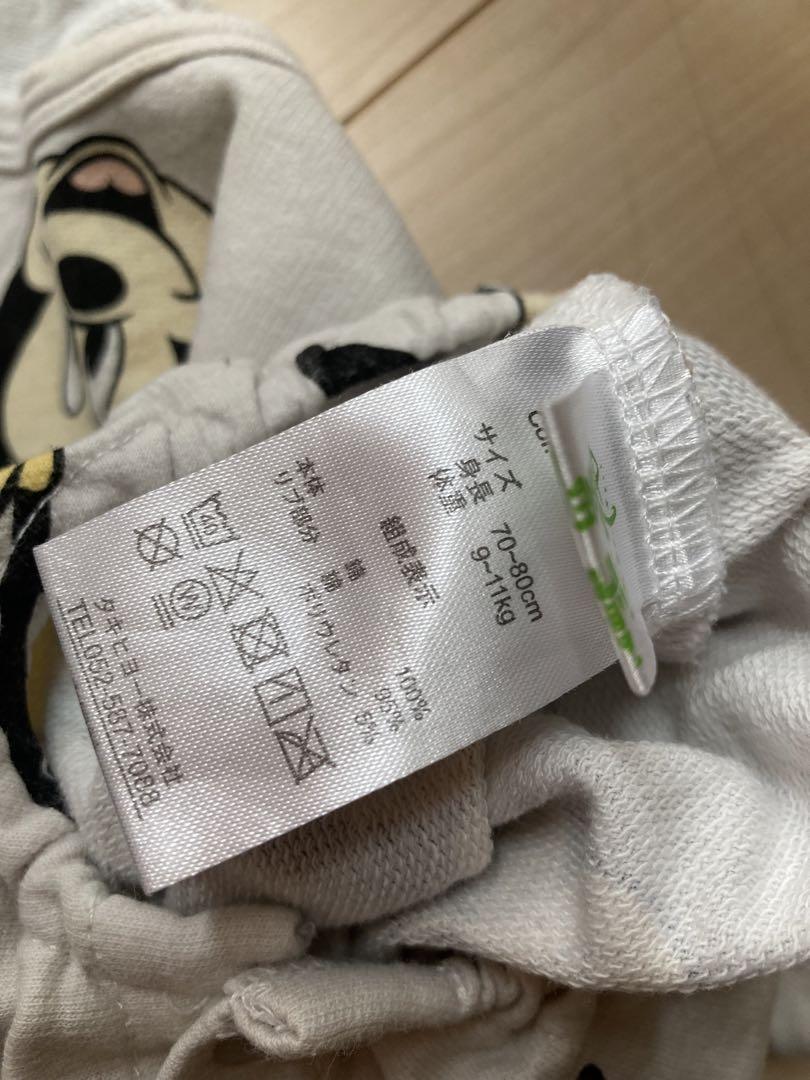 サイズ
身長 70~80cm
体重 9~11kg
組成表示
本体 綿 100%
リブ部分 綿 95%
ポリウレタン 5%
タキヒヨー株式会社
TEL052-587-7088